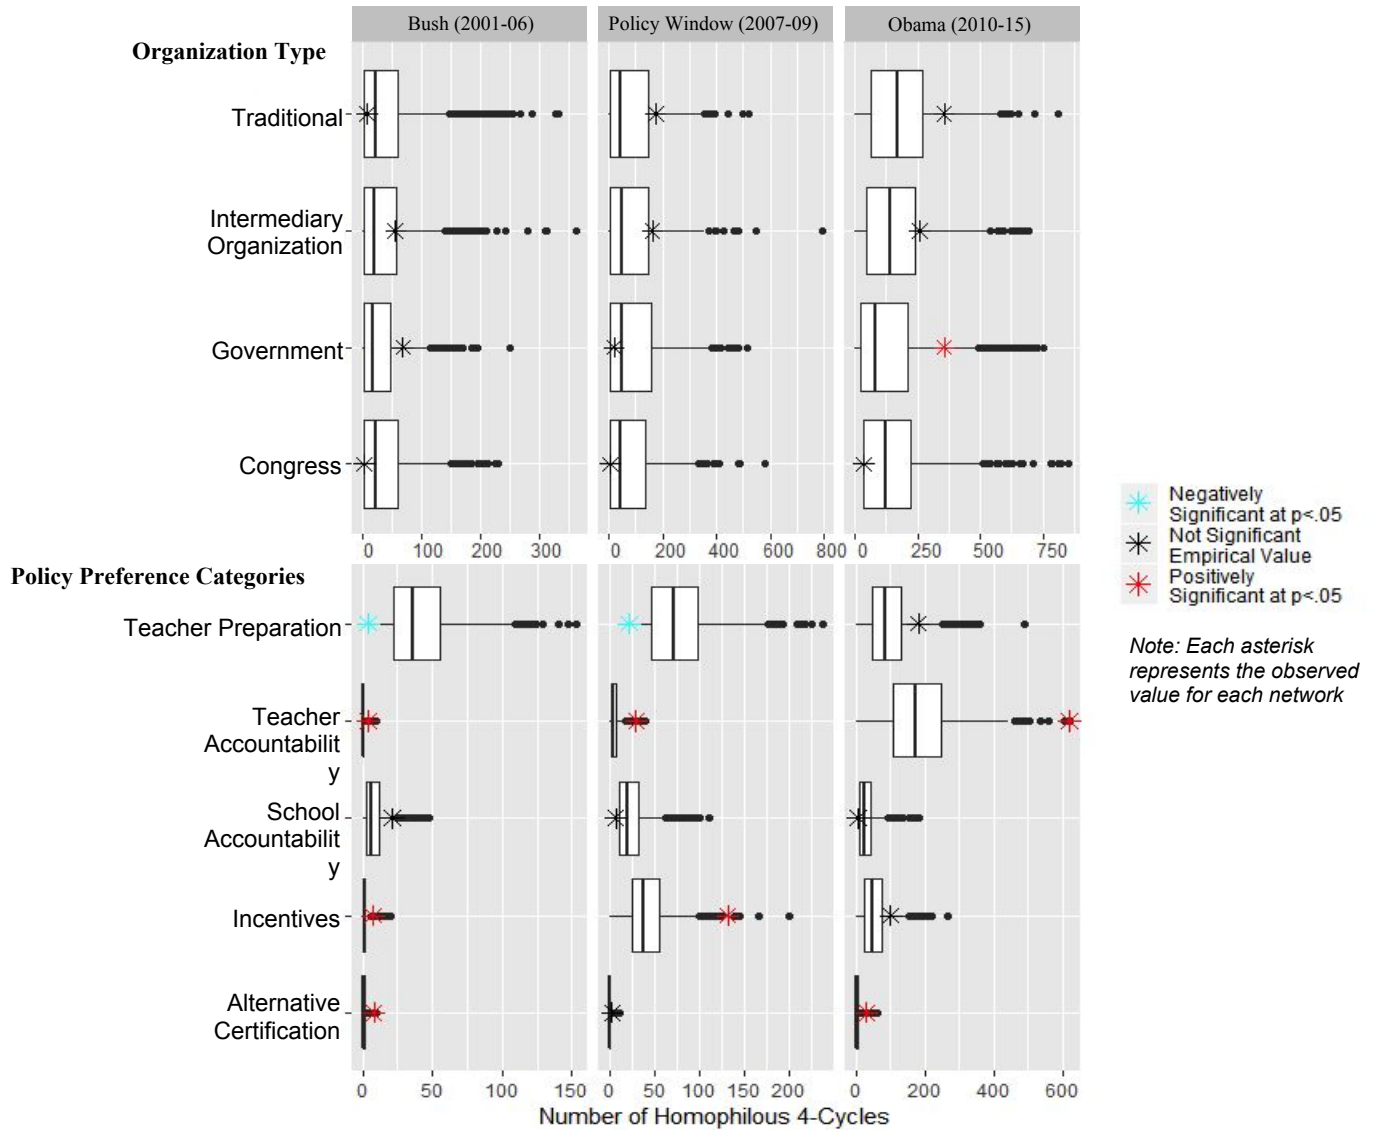 Bush (2001-06)
Policy Window (2007-09)
Obama (2010-15)
Organization Type
Traditional
Intermediary
Organization
Government
Congress
0 100 200 300
0 200 400 600 800
0 250 500 750
Policy Preference Categories
Teacher Preparation
Teacher
Accountabilit
y
School
Accountabilit
y
Incentives
Alternative
Certification
0 50 100 150
0 50 100 150 200
0 200 400 600
Number of Homophilous 4-Cycles
Negatively
Significant at p<.05
Not Significant
Empirical Value
Positively
Significant at p<.05
Note: Each asterisk
represents the observed
value for each network